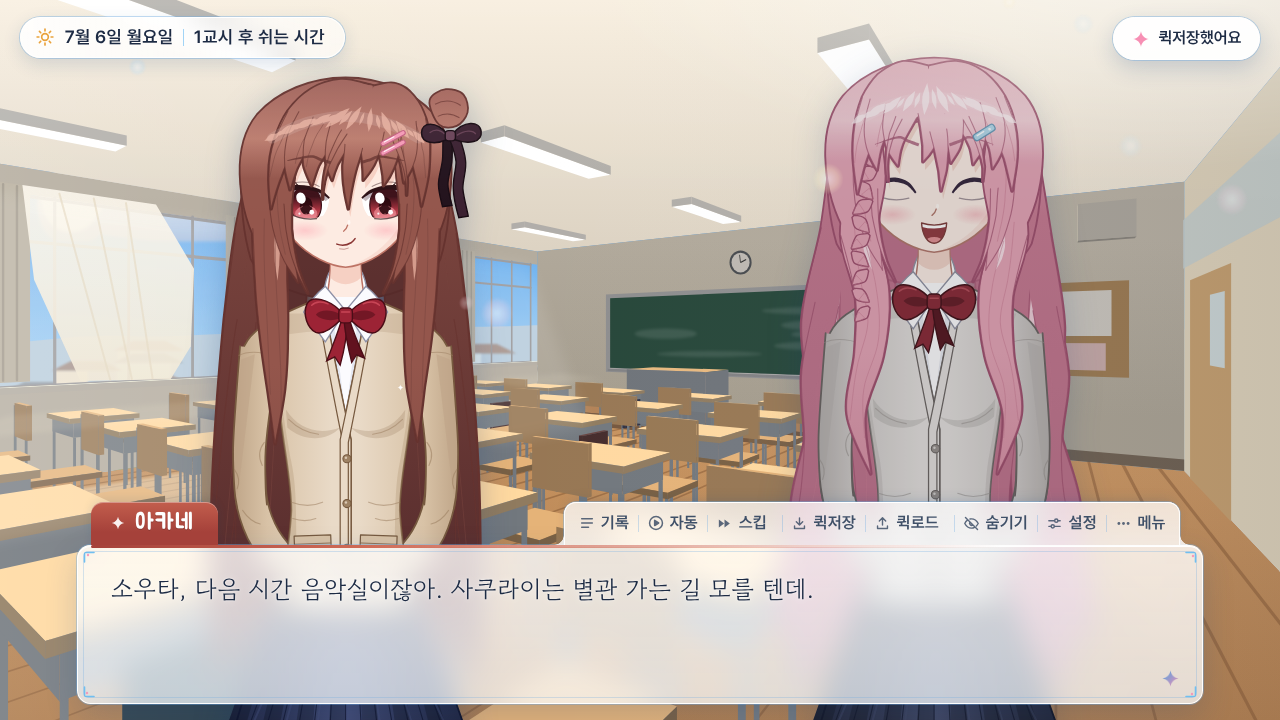 7월 6일 월요일 1교시 후 쉬는 시간
퀵저장했어요
아카네
기록 자동 스킵 퀵저장 퀵로드 숨기기 설정 메뉴
소우타, 다음 시간 음악실이잖아. 사쿠라이는 별관 가는 길 모를 텐데.